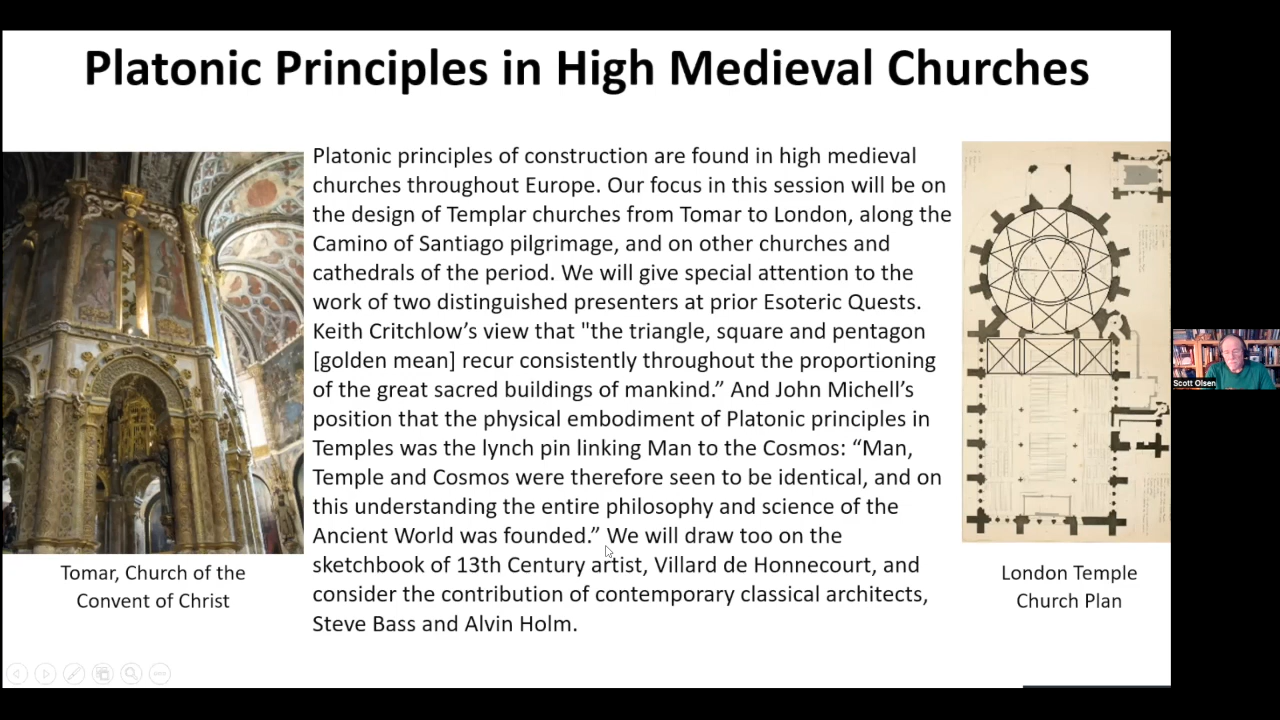 Platonic Principles in High Medieval Churches
Platonic principles of construction are found in high medieval
churches throughout Europe. Our focus in this session will be on
the design of Templar churches from Tomar to London, along the
Camino of Santiago pilgrimage, and on other churches and
cathedrals of the period. We will give special attention to the
work of two distinguished presenters at prior Esoteric Quests.
Keith Critchlow’s view that "the triangle, square and pentagon
[golden mean] recur consistently throughout the proportioning
of the great sacred buildings of mankind.” And John Michell’s
position that the physical embodiment of Platonic principles in
Temples was the lynch pin linking Man to the Cosmos: “Man,
Temple and Cosmos were therefore seen to be identical, and on
this understanding the entire philosophy and science of the
Ancient World was founded.” We will draw too on the
sketchbook of 13th Century artist, Villard de Honnecourt, and
consider the contribution of contemporary classical architects,
Steve Bass and Alvin Holm.
Tomar, Church of the
Convent of Christ
London Temple
Church Plan
Scott Olsen